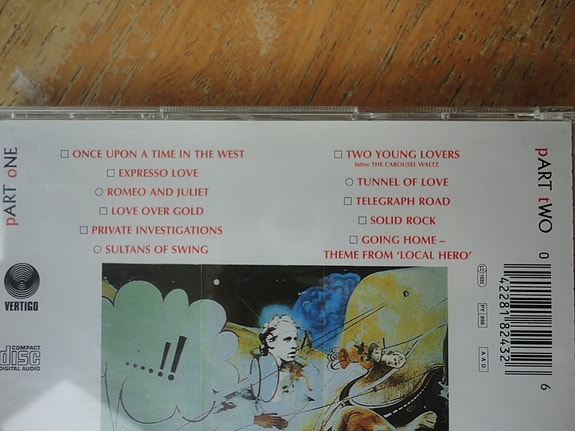 pART oNE
ONCE UPON A TIME IN THE WEST
EXPRESSO LOVE
ROMEO AND JULIET
LOVE OVER GOLD
PRIVATE INVESTIGATIONS
SULTANS OF SWING
TWO YOUNG LOVERS
Intro: THE CAROUSEL WALTZ
TUNNEL OF LOVE
TELEGRAPH ROAD
SOLID ROCK
GOING HOME –
THEME FROM ‘LOCAL HERO’
pART tWO
VERTIGO
COMPACT
disc
DIGITAL AUDIO
....!!
0 42281 82432 6
AAD